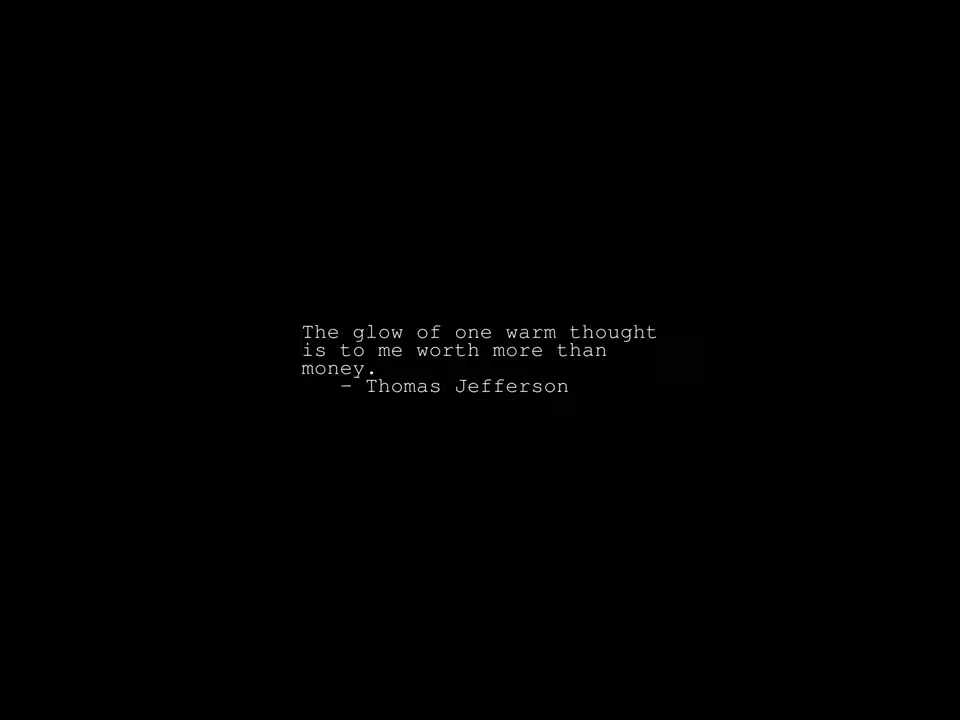 The glow of one warm thought
is to me worth more than
money.
– Thomas Jefferson